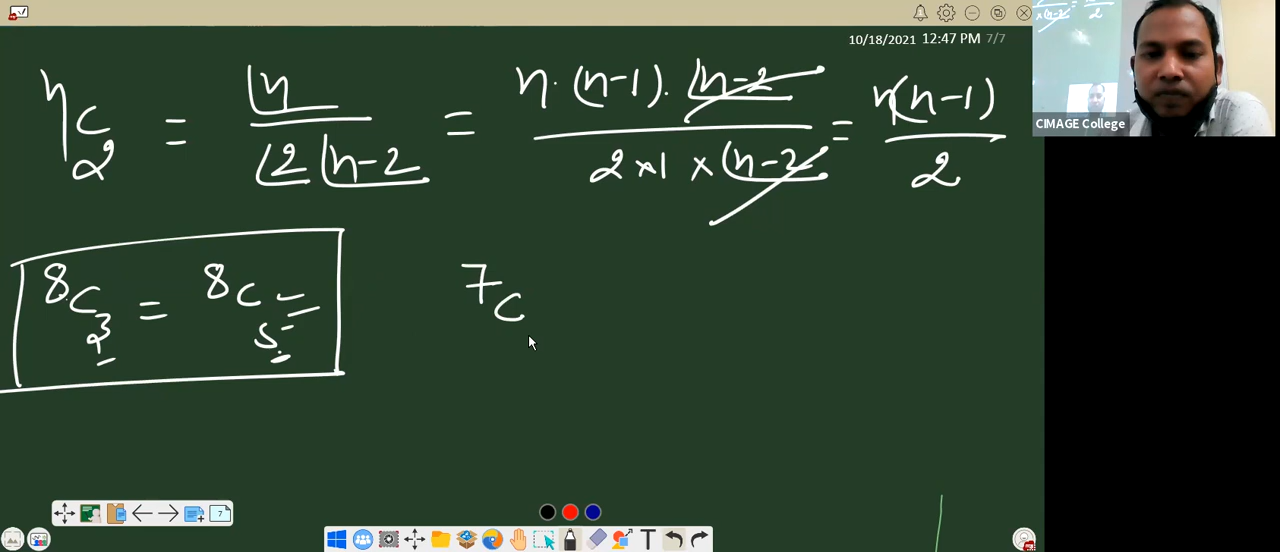 10/18/2021 12:47 PM 7/7
CIMAGE College
nC2 = ⌊n / ⌊2 ⌊n-2 = n·(n-1)·⌊n-2 / 2×1×⌊n-2 = n(n-1) / 2
8C3 = 8C5
7C
7
T